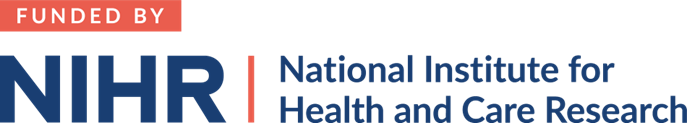 FUNDED BY
NIHR
National Institute for
Health and Care Research